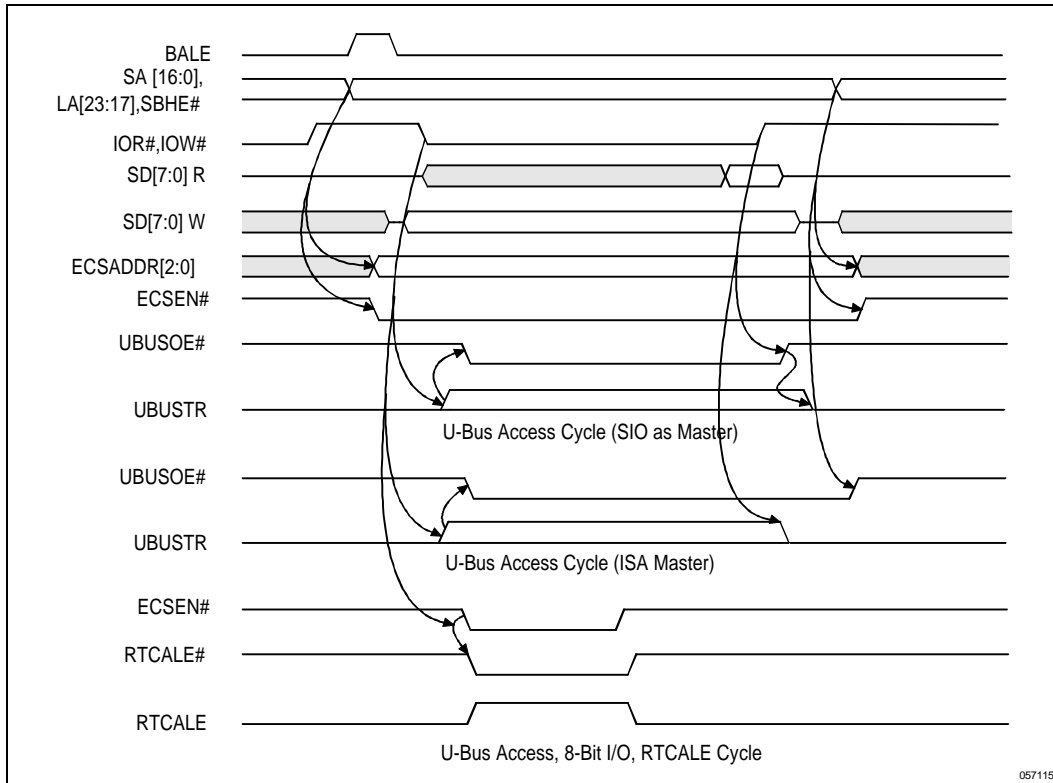 BALE
SA [16:0],
LA[23:17],SBHE#
IOR#,IOW#
SD[7:0] R
SD[7:0] W
ECSADDR[2:0]
ECSEN#
UBUSOE#
UBUSTR
U-Bus Access Cycle (SIO as Master)
UBUSOE#
UBUSTR
U-Bus Access Cycle (ISA Master)
ECSEN#
RTCALE#
RTCALE
U-Bus Access, 8-Bit I/O, RTCALE Cycle
057115